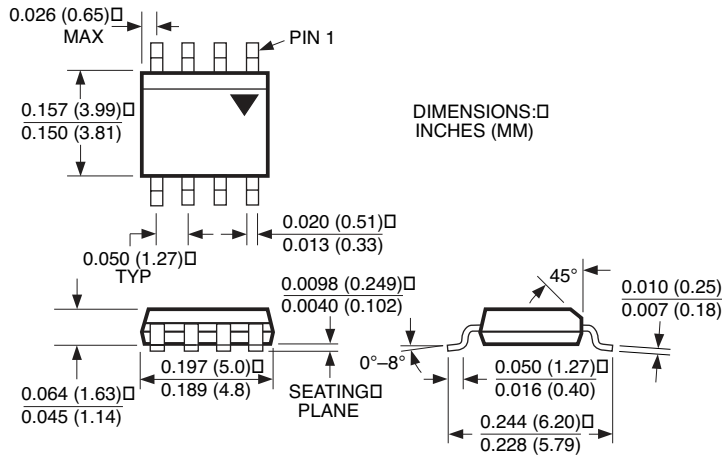 0.026 (0.65)□
MAX
PIN 1
0.157 (3.99)□
0.150 (3.81)
DIMENSIONS:□
INCHES (MM)
0.020 (0.51)□
0.013 (0.33)
0.050 (1.27)□
TYP
0.0098 (0.249)□
0.0040 (0.102)
45°
0.010 (0.25)
0.007 (0.18)
0°–8°
0.064 (1.63)□
0.045 (1.14)
0.197 (5.0)□
0.189 (4.8)
SEATING□
PLANE
0.050 (1.27)□
0.016 (0.40)
0.244 (6.20)□
0.228 (5.79)